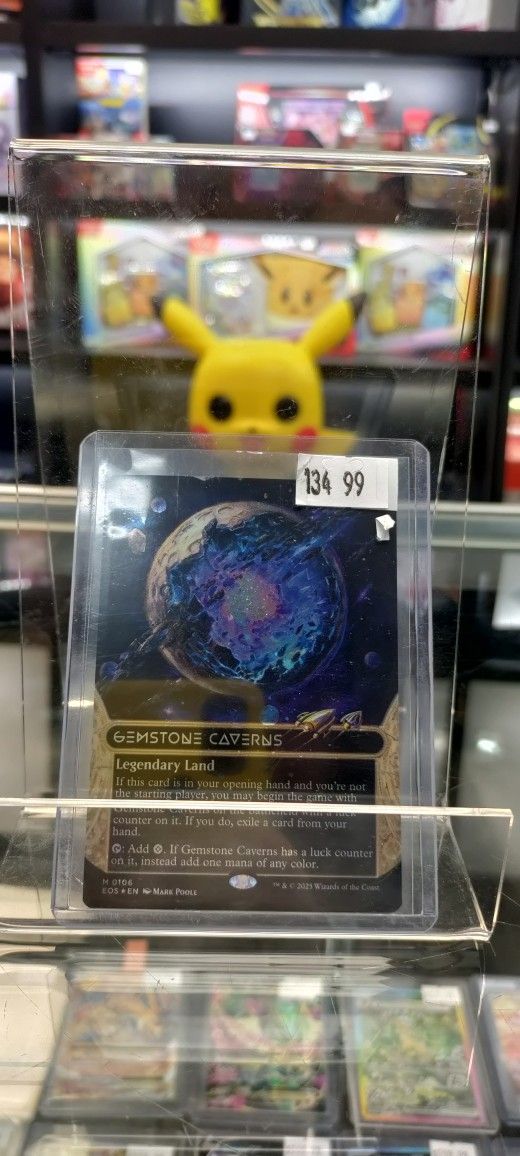 134 99
GEMSTONE CAVERNS
Legendary Land
If this card is in your opening hand and you're not
the starting player, you may begin the game with
Gemstone Caverns on the battlefield with a luck
counter on it. If you do, exile a card from your
hand.
: Add . If Gemstone Caverns has a luck counter
on it, instead add one mana of any color.
M 0106
EOS ★ EN MARK POOLE
™ & © 2025 Wizards of the Coast